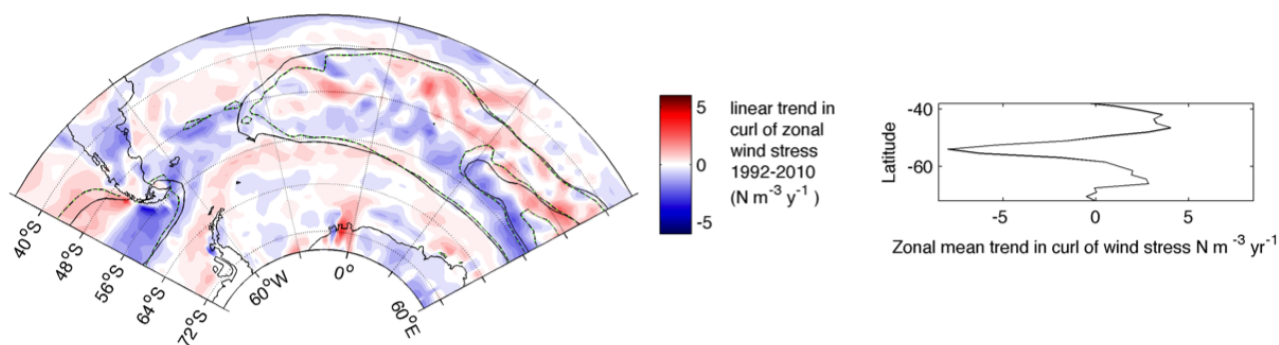 40°S
48°S
56°S
64°S
72°S
60°W
0°
60°E
5
0
-5
linear trend in
curl of zonal
wind stress
1992-2010
(N m⁻³ y⁻¹ )
-40
-60
Latitude
-5
0
5
Zonal mean trend in curl of wind stress N m ⁻³ yr⁻¹